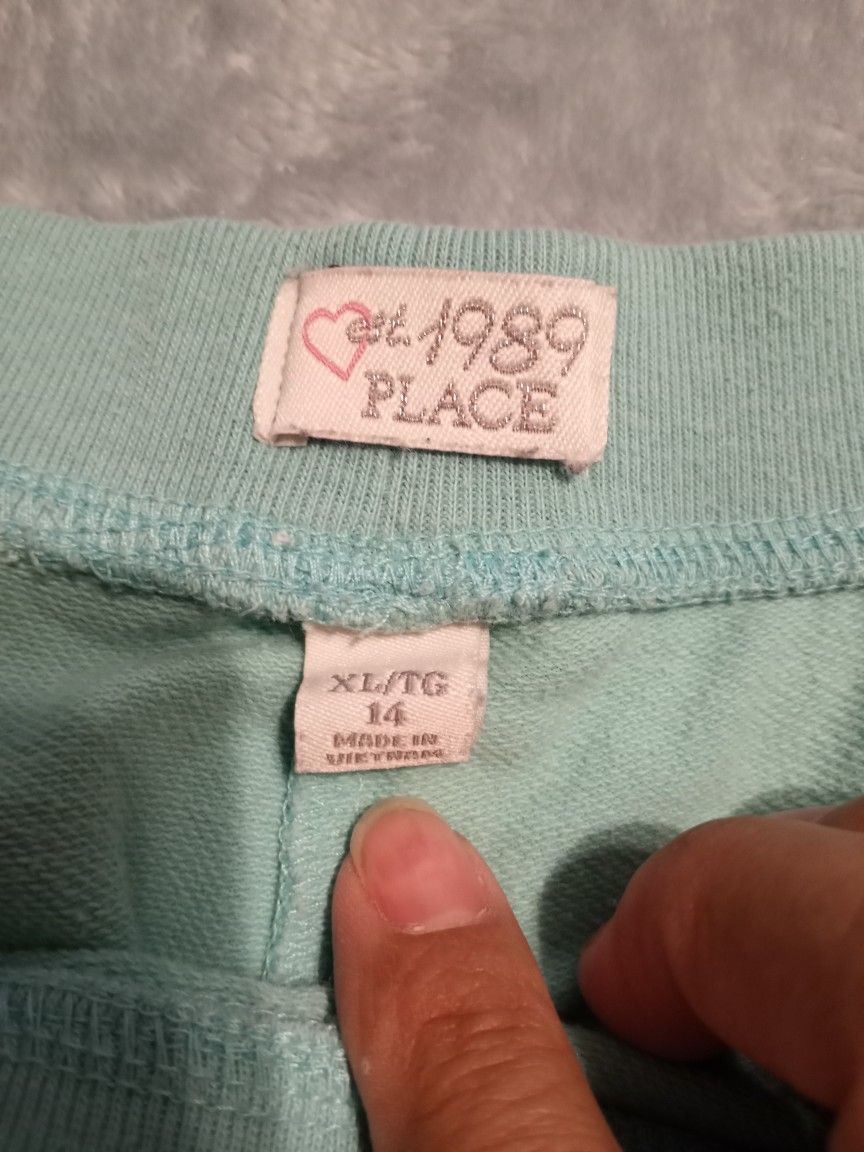 est. 1989
PLACE
XL/TG
14
MADE IN
VIETNAM